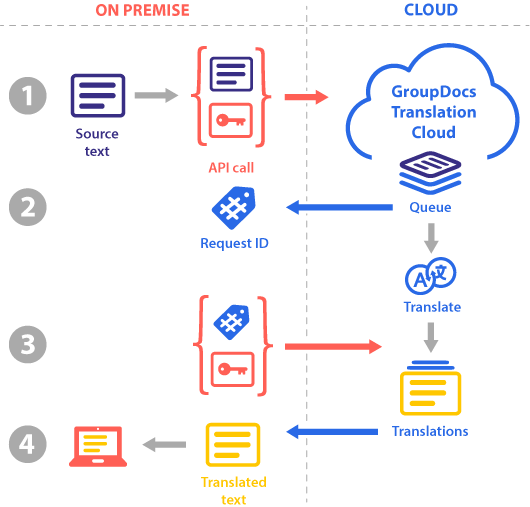 ON PREMISE
CLOUD
1
Source
text
API call
GroupDocs
Translation
Cloud
Queue
2
Request ID
A 文
Translate
3
Translations
4
Translated
text